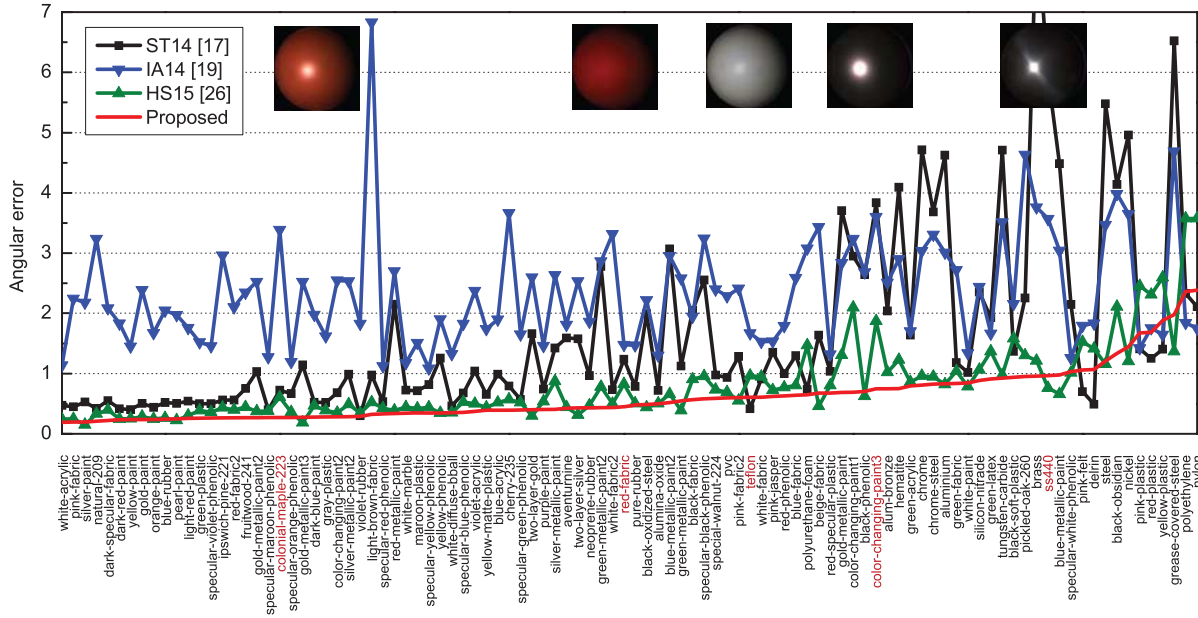 7
6
5
4
3
2
1
0
Angular error
ST14 [17]
IA14 [19]
HS15 [26]
Proposed
white-acrylic
pink-fabric
silver-paint
natural-209
dark-specular-fabric
dark-red-paint
yellow-paint
gold-paint
orange-paint
blue-rubber
pearl-paint
light-red-paint
green-plastic
specular-violet-phenolic
ipswich-pine-221
red-fabric2
fruitwood-241
gold-metallic-paint2
specular-maroon-phenolic
colonial-maple-223
specular-orange-phenolic
gold-metallic-paint3
dark-blue-paint
gray-plastic
color-changing-paint2
silver-metallic-paint2
violet-rubber
light-brown-fabric
specular-red-phenolic
red-metallic-paint
white-marble
maroon-plastic
specular-yellow-phenolic
yellow-phenolic
white-diffuse-bball
specular-blue-phenolic
violet-acrylic
yellow-matte-plastic
blue-acrylic
cherry-235
specular-green-phenolic
two-layer-gold
purple-paint
silver-metallic-paint
aventurnine
two-layer-silver
neoprene-rubber
green-metallic-paint2
white-fabric2
red-fabric
pure-rubber
black-oxidized-steel
alumina-oxide
blue-metallic-paint2
green-metallic-paint
black-fabric
specular-black-phenolic
special-walnut-224
pvc
pink-fabric2
teflon
white-fabric
pink-jasper
red-phenolic
blue-fabric
polyurethane-foam
beige-fabric
red-specular-plastic
gold-metallic-paint
color-changing-paint1
black-phenolic
color-changing-paint3
alum-bronze
hematite
green-acrylic
chrome
chrome-steel
aluminium
green-fabric
white-paint
silicon-nitrade
green-latex
tungsten-carbide
black-soft-plastic
pickled-oak-260
brass
ss440
blue-metallic-paint
specular-white-phenolic
pink-felt
delrin
steel
black-obsidian
nickel
pink-plastic
red-plastic
yellow-plastic
grease-covered-steel
polyethylene
nylon